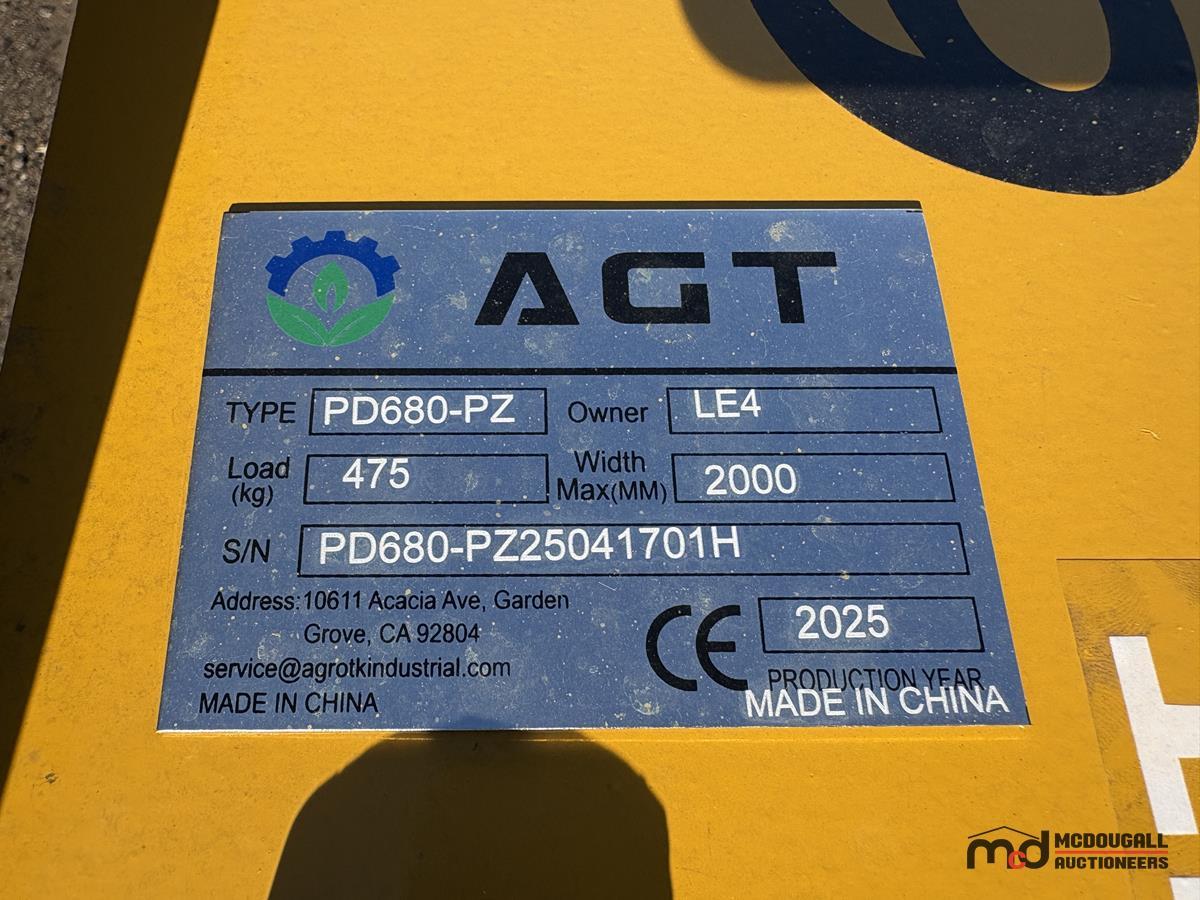 AGT
TYPE PD680-PZ Owner LE4
Load (kg) 475 Width Max(MM) 2000
S/N PD680-PZ25041701H
Address:10611 Acacia Ave, Garden
Grove, CA 92804
service@agrotkindustrial.com
MADE IN CHINA
CE 2025
PRODUCTION YEAR
MADE IN CHINA
H
mcd MCDOUGALL
AUCTIONEERS